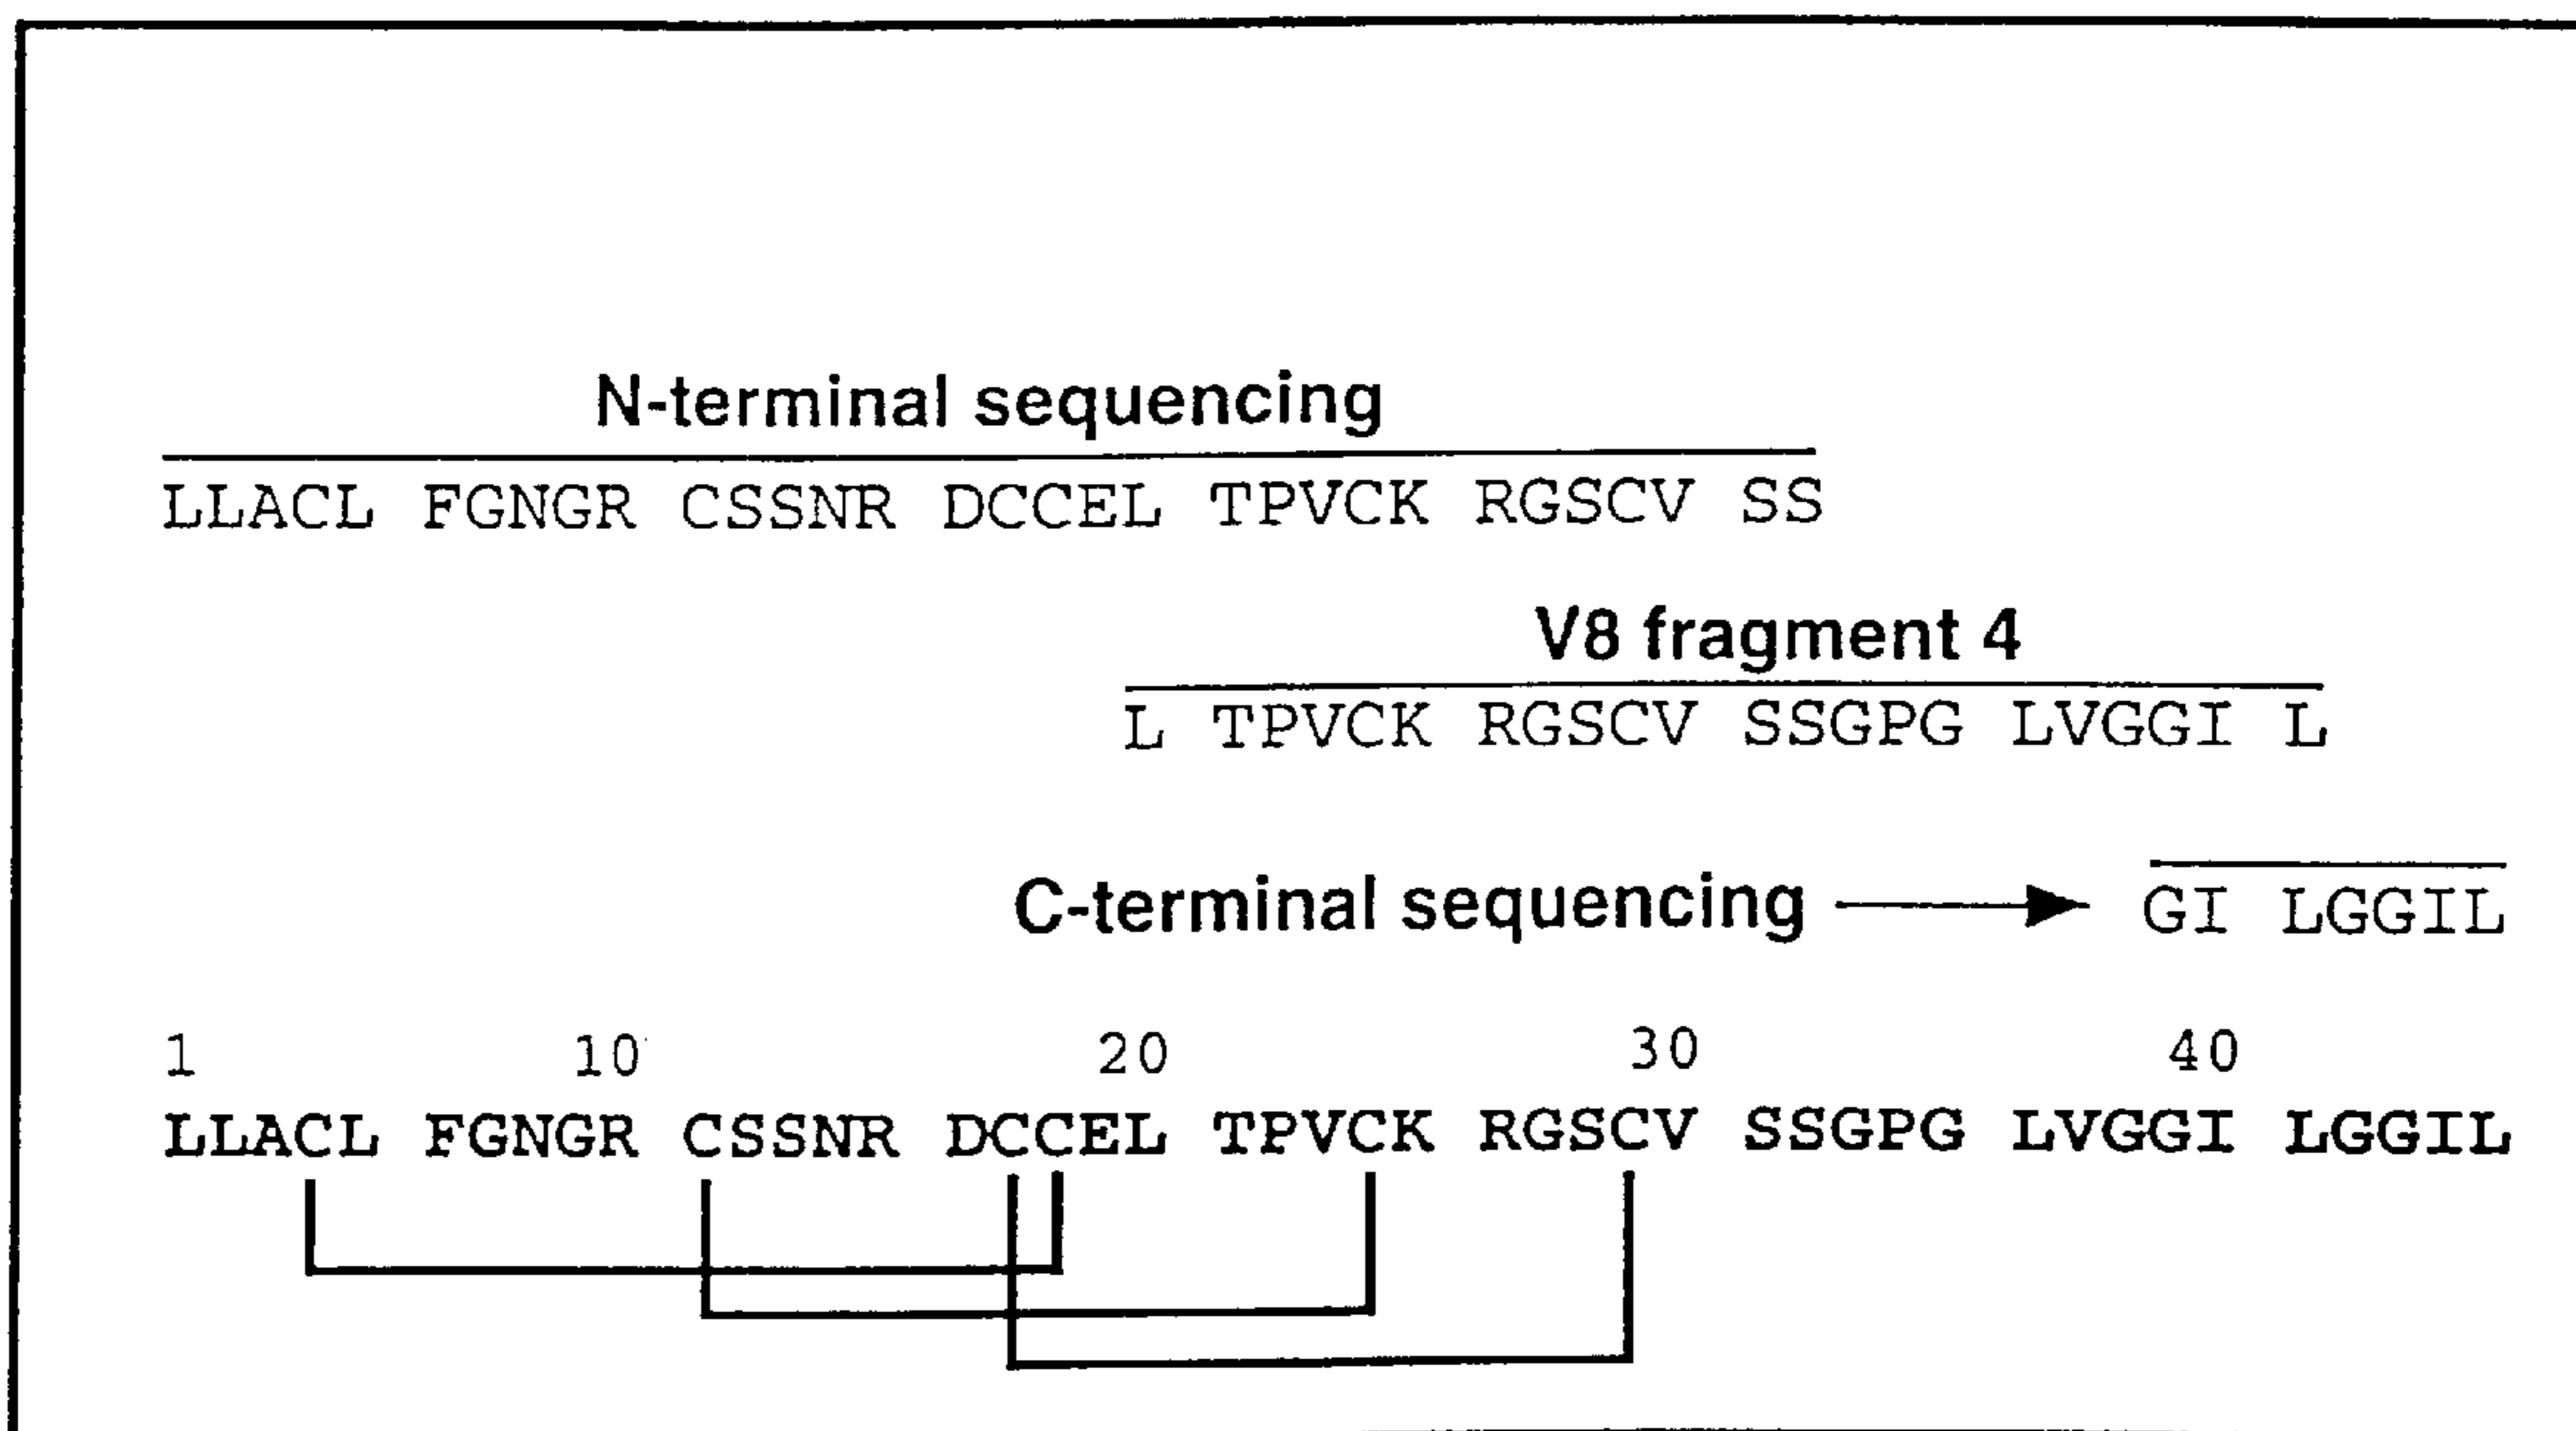 N-terminal sequencing
LLACL FGNGR CSSNR DCCEL TPVCK RGSCV SS
V8 fragment 4
L TPVCK RGSCV SSGPG LVGGI L
C-terminal sequencing GI LGGIL
1 10 20 30 40
LLACL FGNGR CSSNR DCCEL TPVCK RGSCV SSGPG LVGGI LGGIL